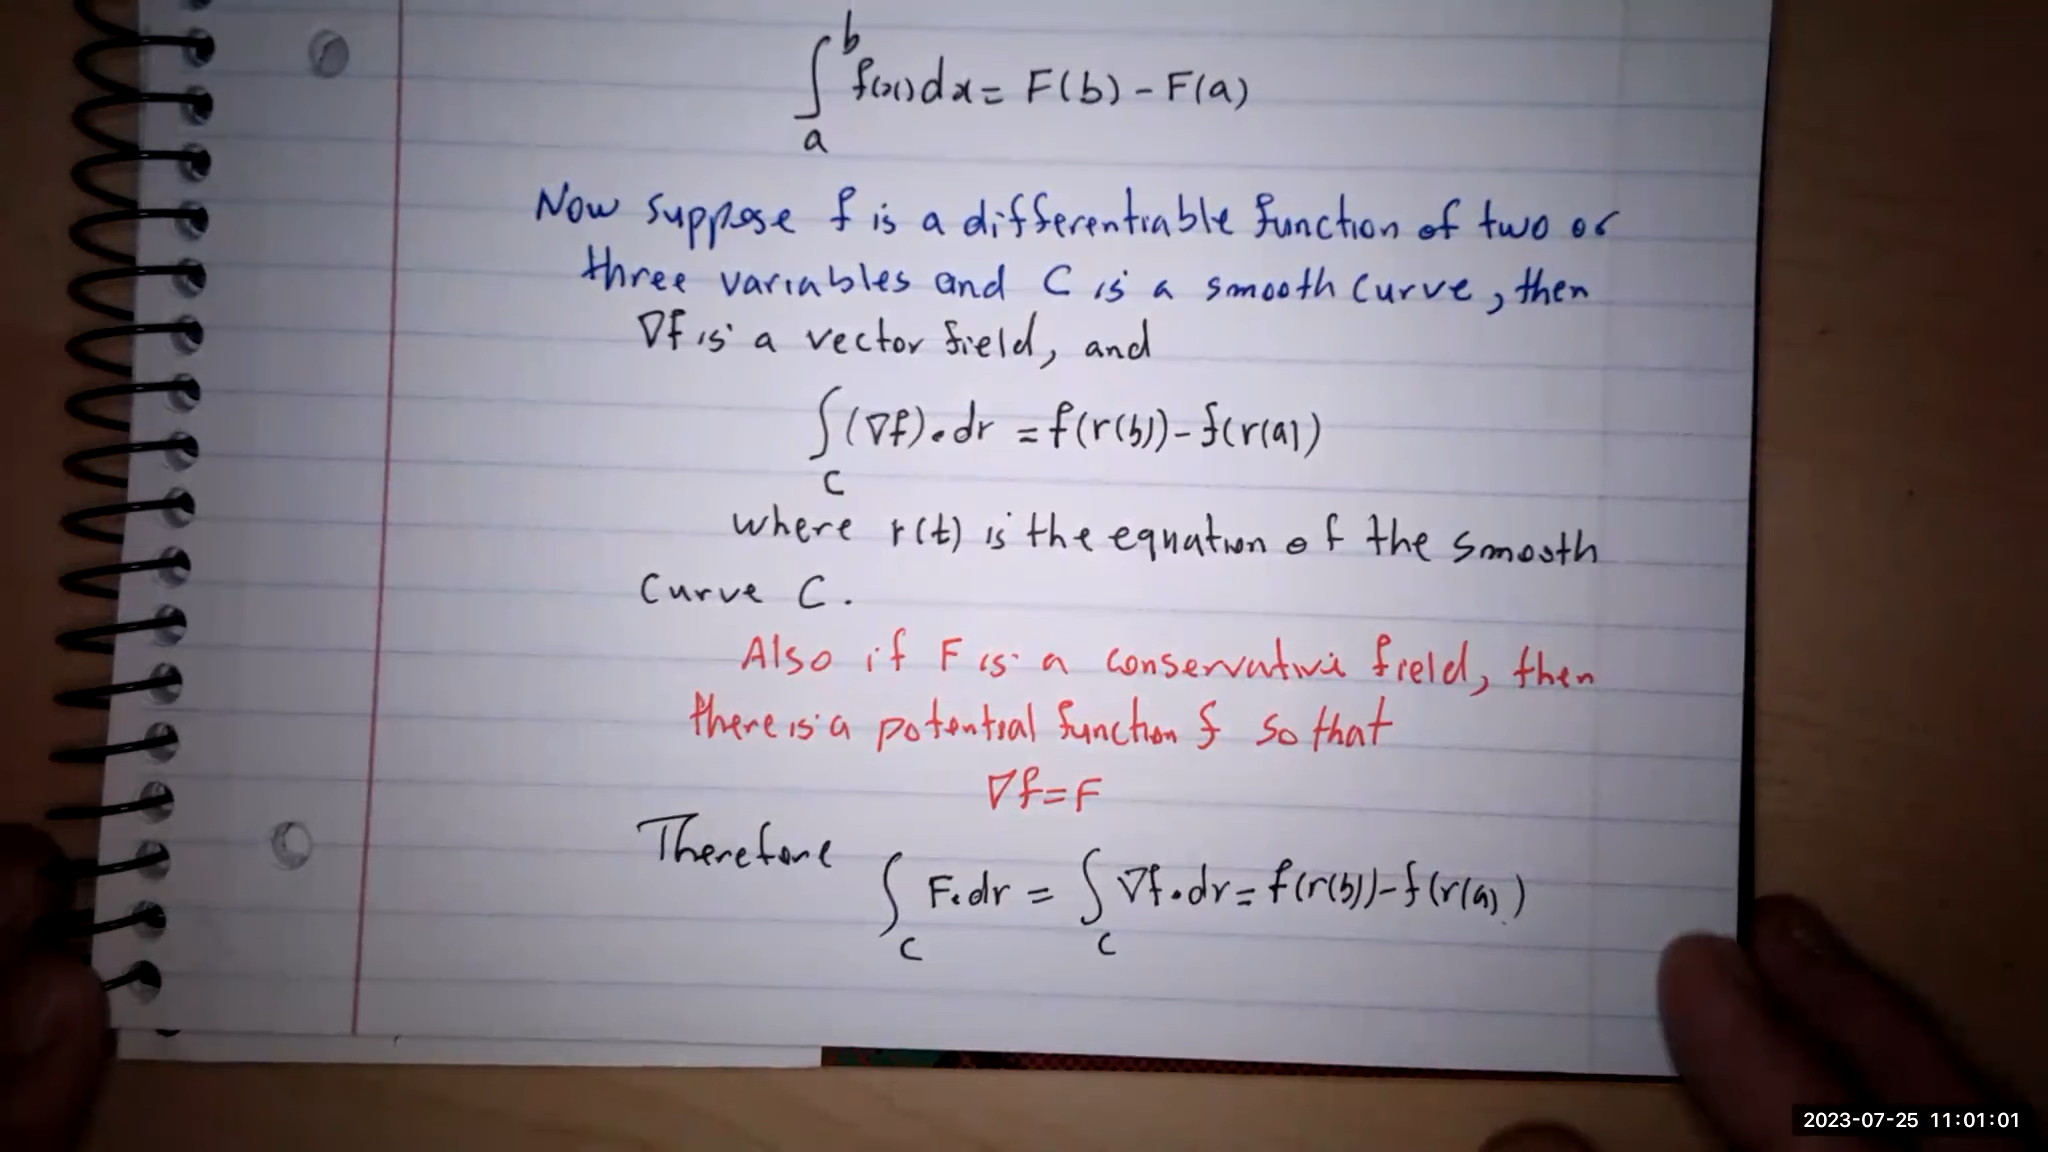 ∫_a^b f(x)dx = F(b) - F(a)
Now suppose f is a differentiable function of two or
three variables and C is a smooth curve, then
∇f is a vector field, and
∫_C (∇f)·dr = f(r(b)) - f(r(a))
where r(t) is the equation of the smooth
curve C.
Also if F is a conservative field, then
there is a potential function f so that
∇f = F
Therefore
∫_C F·dr = ∫_C ∇f·dr = f(r(b)) - f(r(a))
2023-07-25 11:01:01